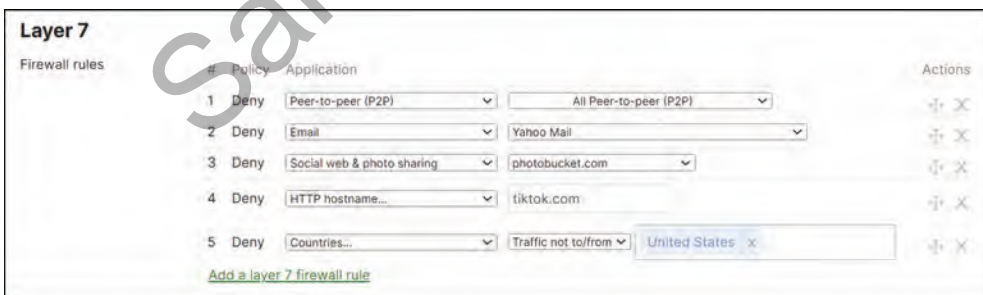 Layer 7
Firewall rules
# Policy Application Actions
1 Deny Peer-to-peer (P2P) All Peer-to-peer (P2P)
2 Deny Email Yahoo Mail
3 Deny Social web & photo sharing photobucket.com
4 Deny HTTP hostname... tiktok.com
5 Deny Countries... Traffic not to/from United States x
Add a layer 7 firewall rule